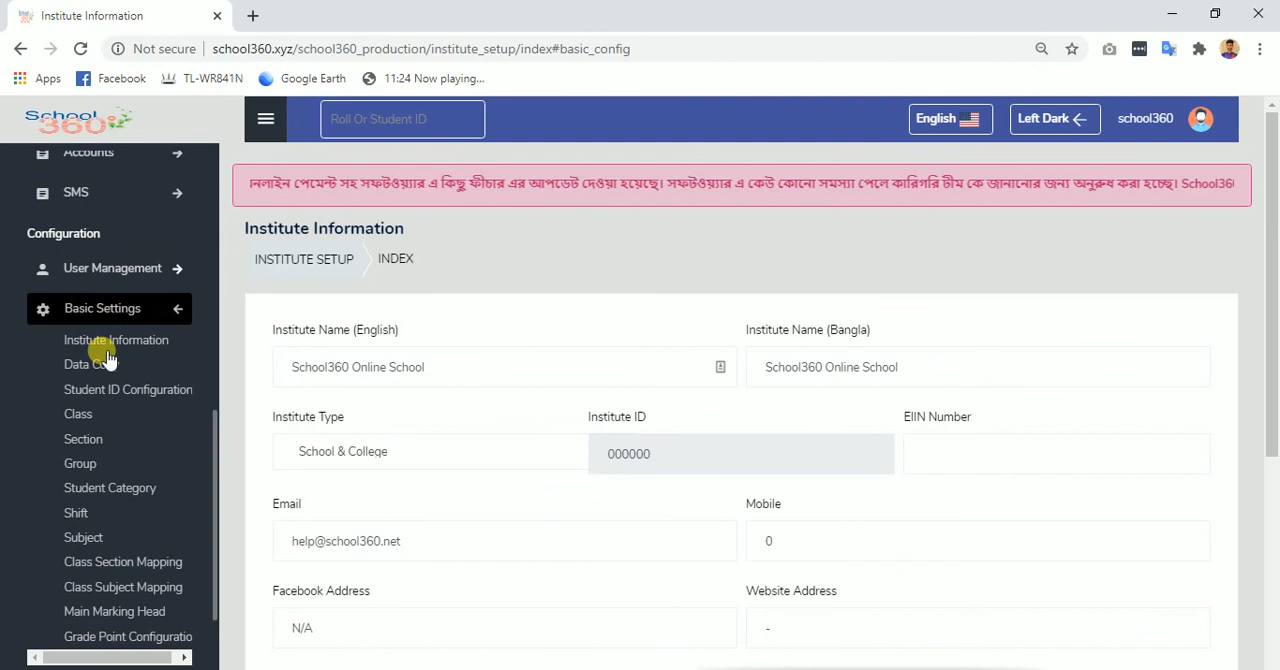 Institute Information
Not secure
school360.xyz/school360_production/institute_setup/index#basic_config
Apps
Facebook
TL-WR841N
Google Earth
11:24 Now playing...
School
360°
Roll Or Student ID
English
Left Dark
school360
Accounts
SMS
Configuration
User Management
Basic Settings
Institute Information
Student ID Configuration
Class
Section
Group
Student Category
Shift
Subject
Class Section Mapping
Class Subject Mapping
Main Marking Head
Grade Point Configuratio
পেমেন্ট সহ সফটওয়্যার এ কিছু ফীচার এর আপডেট দেওয়া হয়েছে। সফটওয়্যার এ কেউ কোনো সমস্যা পেলে কারিগরি টীম কে জানানোর জন্য অনুরুধ করা হচ্ছে। School36
Institute Information
INSTITUTE SETUP
INDEX
Institute Name (English)
Institute Name (Bangla)
School360 Online School
School360 Online School
Institute Type
Institute ID
EIIN Number
School & College
000000
Email
Mobile
help@school360.net
0
Facebook Address
Website Address
N/A
-